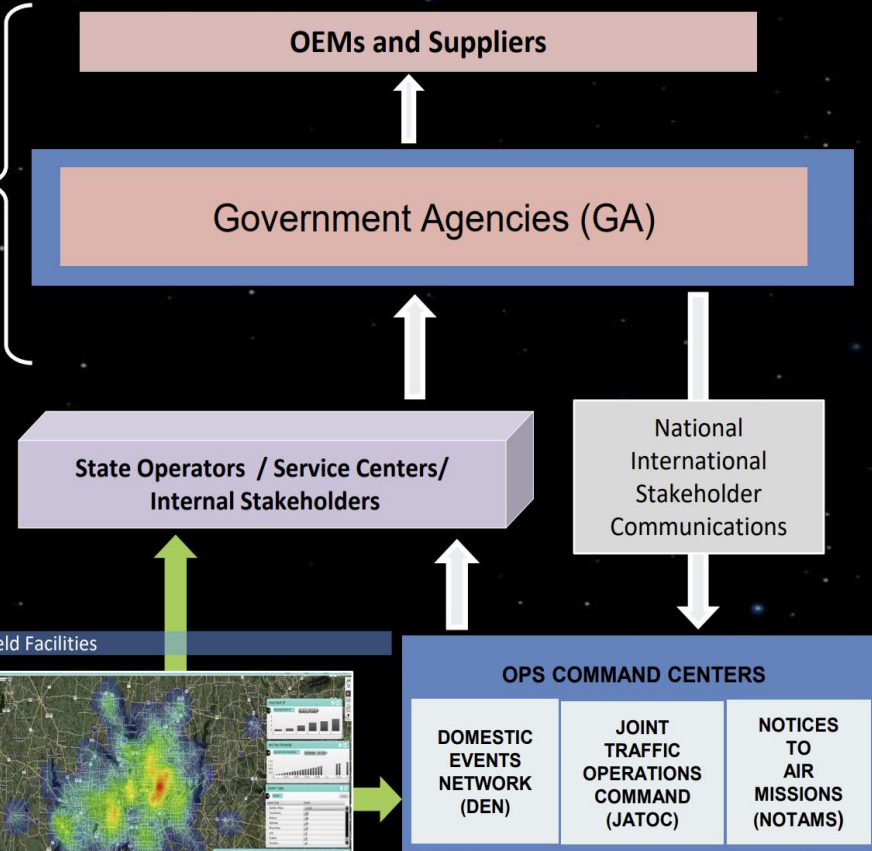 OEMs and Suppliers
Government Agencies (GA)
State Operators / Service Centers/
Internal Stakeholders
National
International
Stakeholder
Communications
eld Facilities
OPS COMMAND CENTERS
DOMESTIC
EVENTS
NETWORK
(DEN)
JOINT
TRAFFIC
OPERATIONS
COMMAND
(JATOC)
NOTICES
TO
AIR
MISSIONS
(NOTAMS)